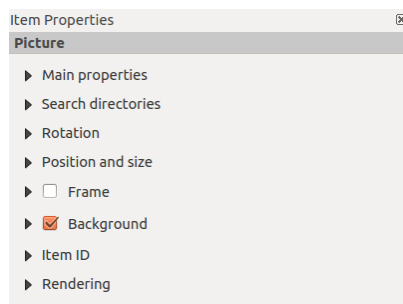 Item Properties
Picture
Main properties
Search directories
Rotation
Position and size
Frame
Background
Item ID
Rendering